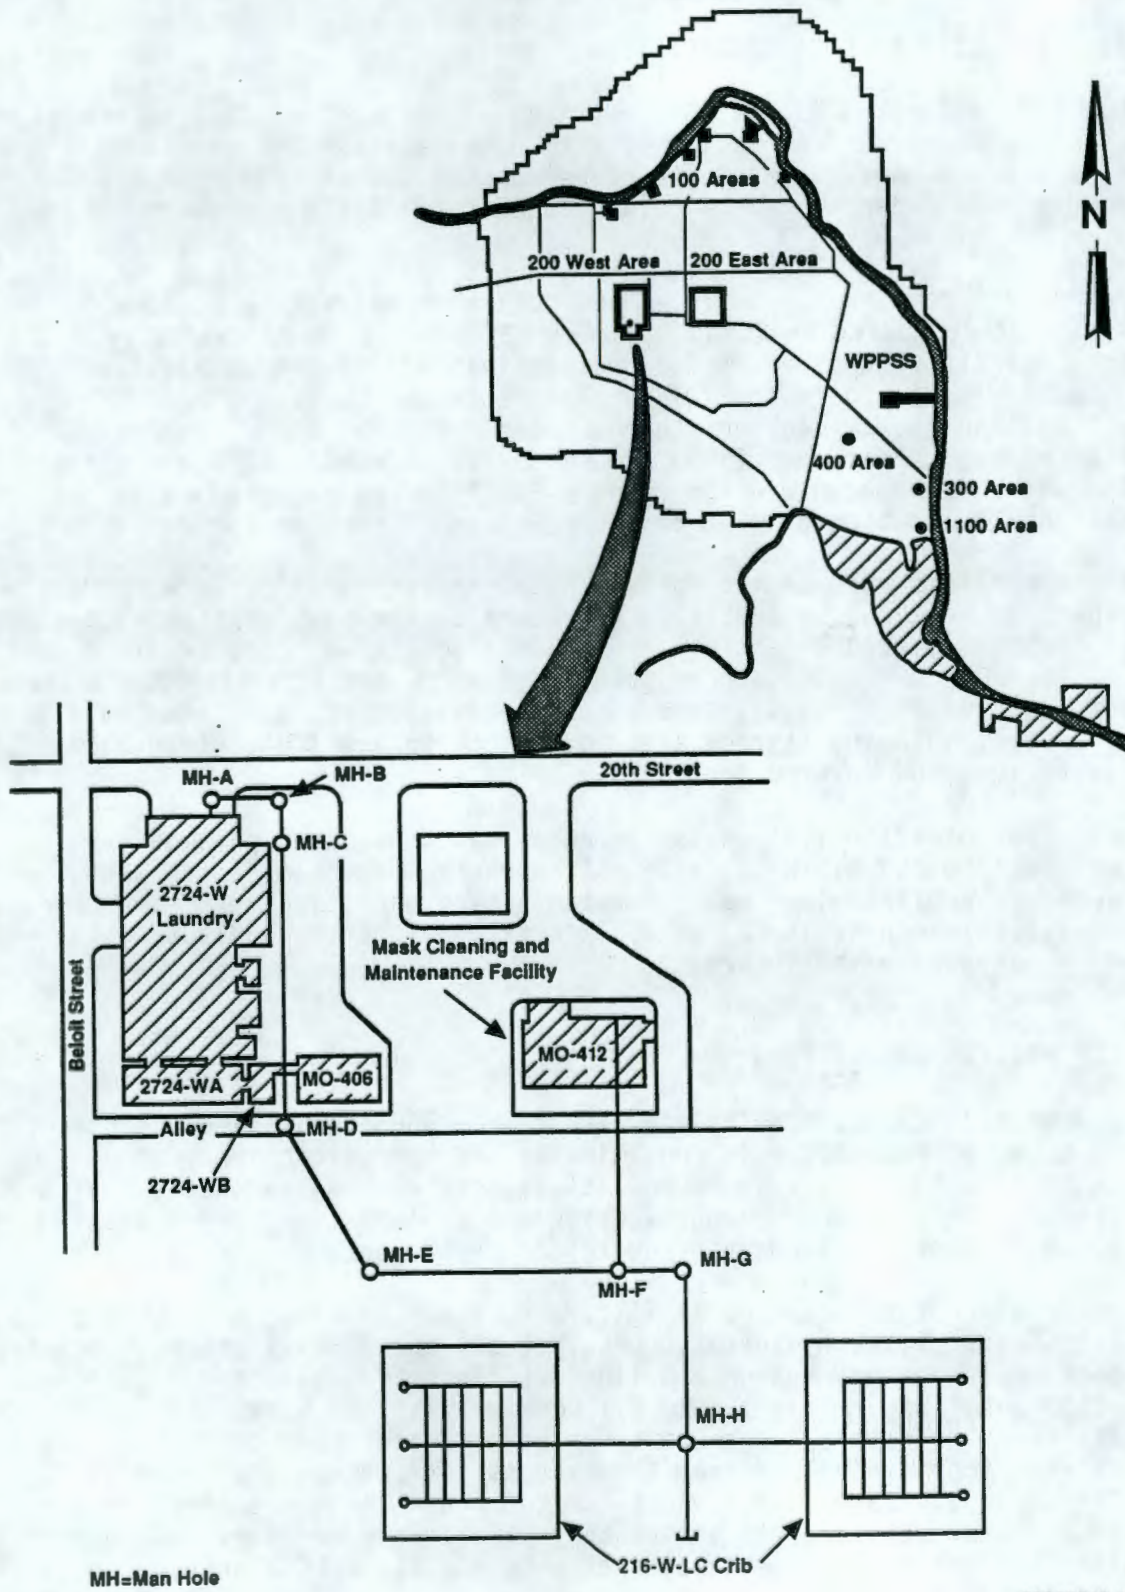 100 Areas
N
200 West Area
200 East Area
WPPSS
400 Area
300 Area
1100 Area
20th Street
MH-A
MH-B
MH-C
2724-W
Laundry
Mask Cleaning and
Maintenance Facility
Beloit Street
MO-412
2724-WA
MO-406
Alley
MH-D
2724-WB
MH-E
MH-F
MH-G
MH-H
216-W-LC Crib
MH=Man Hole